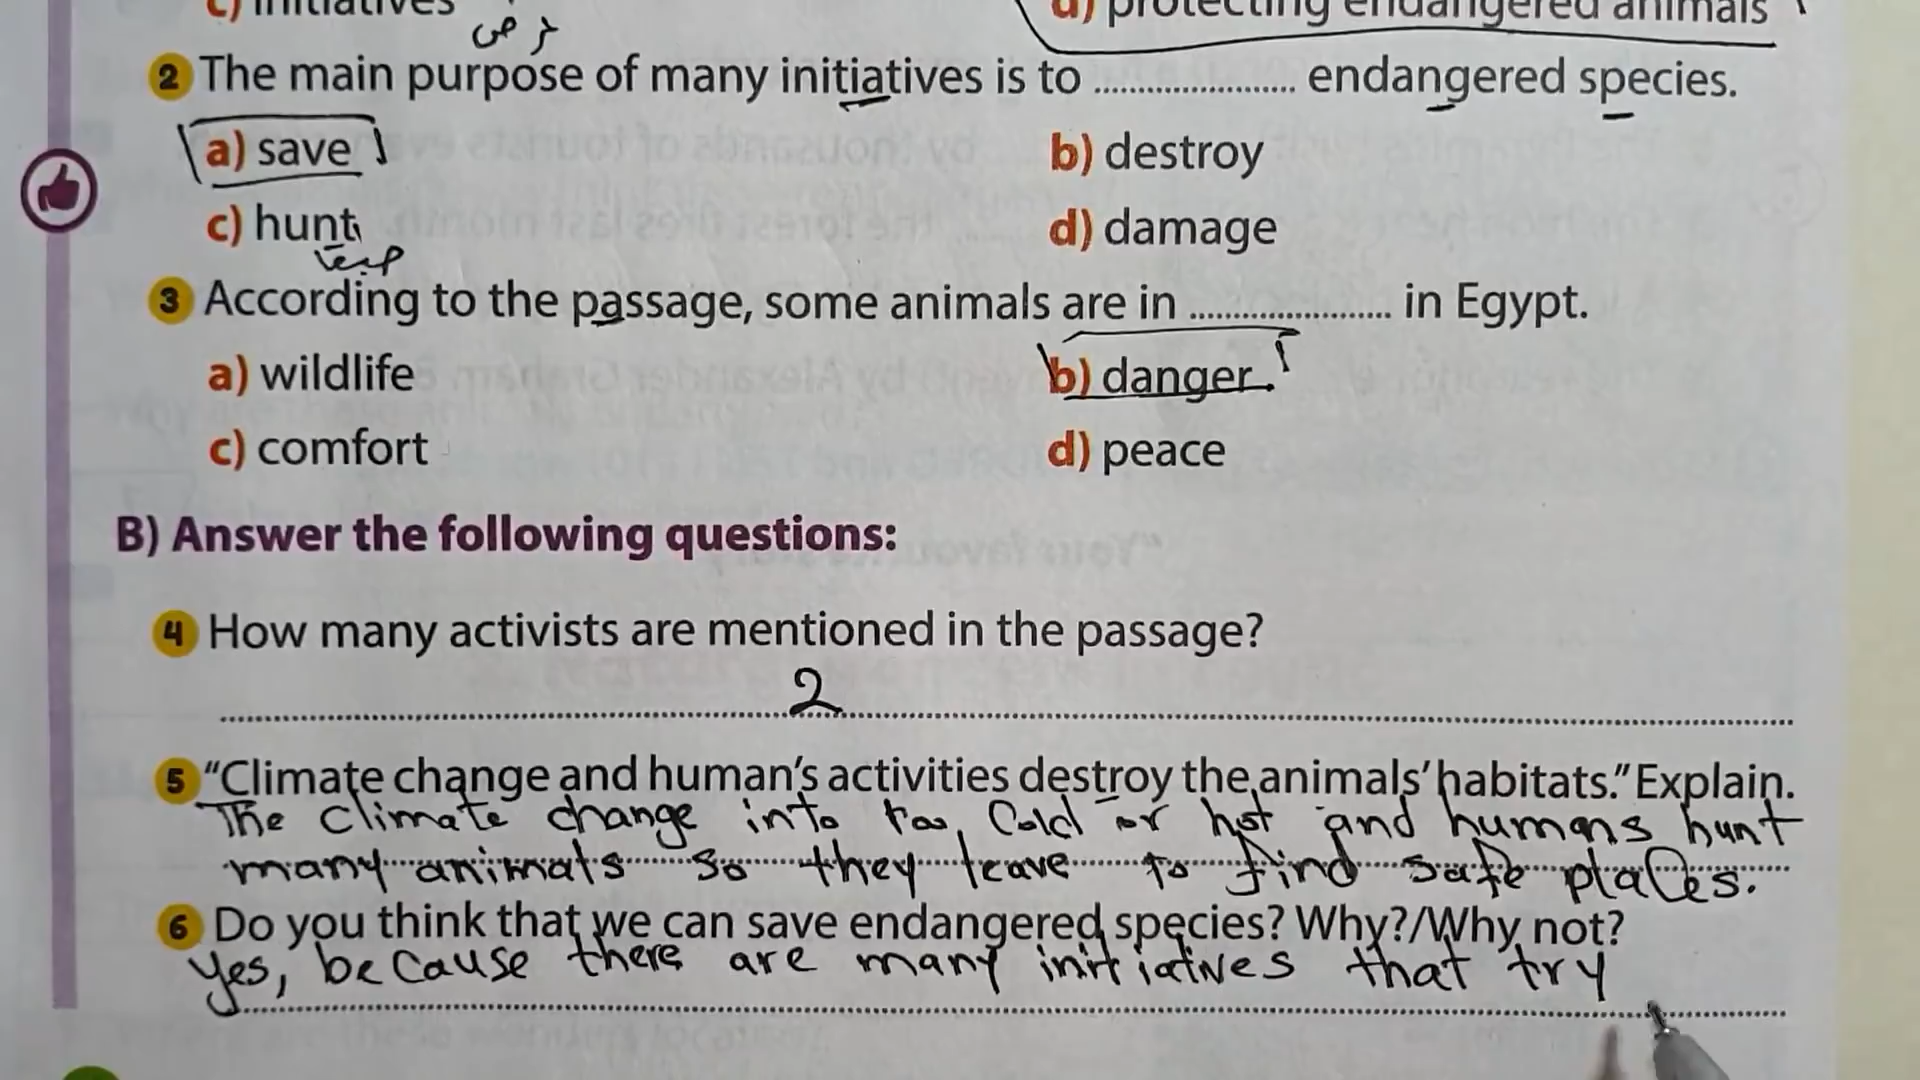 c) initiatives
d) protecting endangered animals
2 The main purpose of many initiatives is to ........................ endangered species.
a) save
b) destroy
c) hunt
d) damage
3 According to the passage, some animals are in ........................ in Egypt.
a) wildlife
b) danger
c) comfort
d) peace
B) Answer the following questions:
4 How many activists are mentioned in the passage?
2
5 "Climate change and human's activities destroy the animals' habitats." Explain.
The climate change into too cold or hot and humans hunt
many animals so they leave to find safe places.
6 Do you think that we can save endangered species? Why?/Why not?
Yes, because there are many initiatives that try